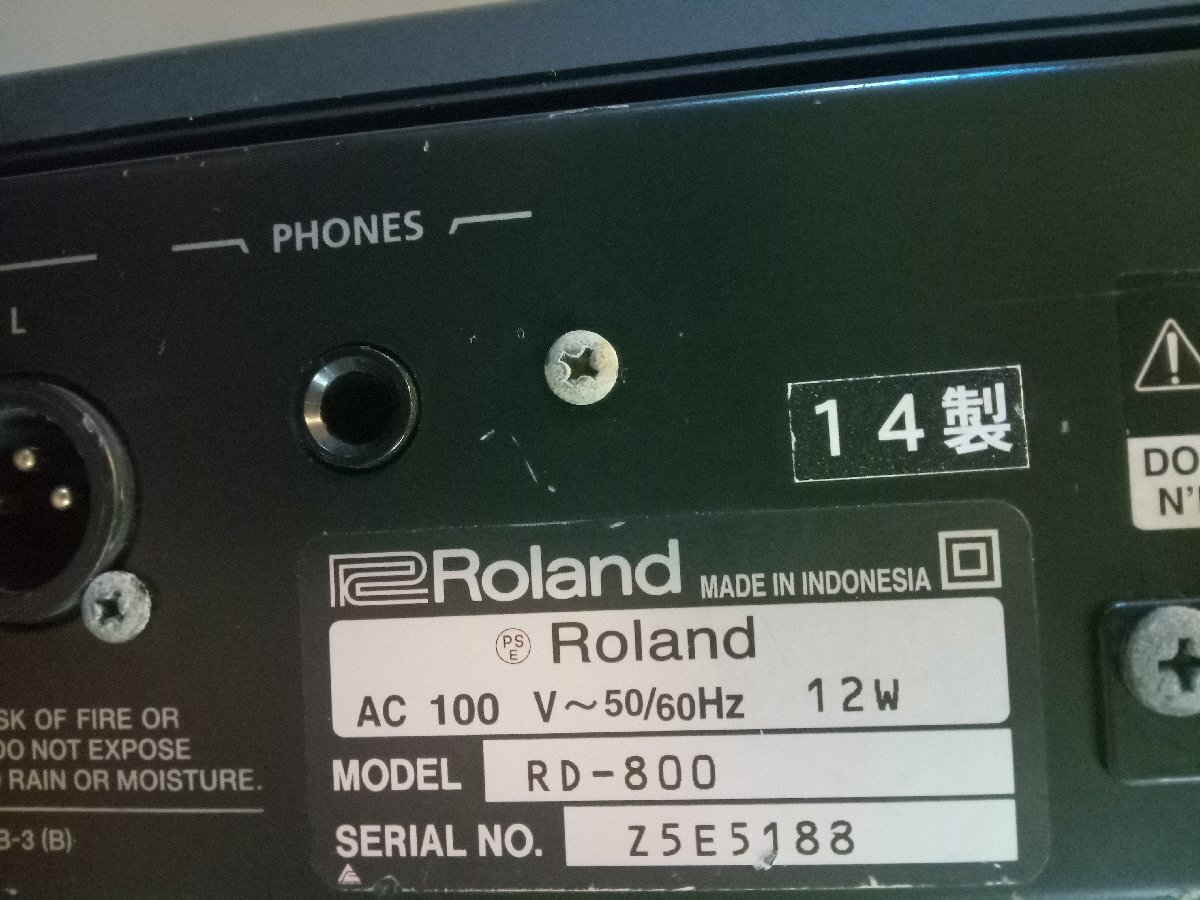 PHONES
L
14製
DO
N'
Roland MADE IN INDONESIA
PS
E
Roland
AC 100 V～50/60Hz 12W
MODEL RD-800
SERIAL NO. Z5E5188
SK OF FIRE OR
DO NOT EXPOSE
RAIN OR MOISTURE.
B-3 (B)